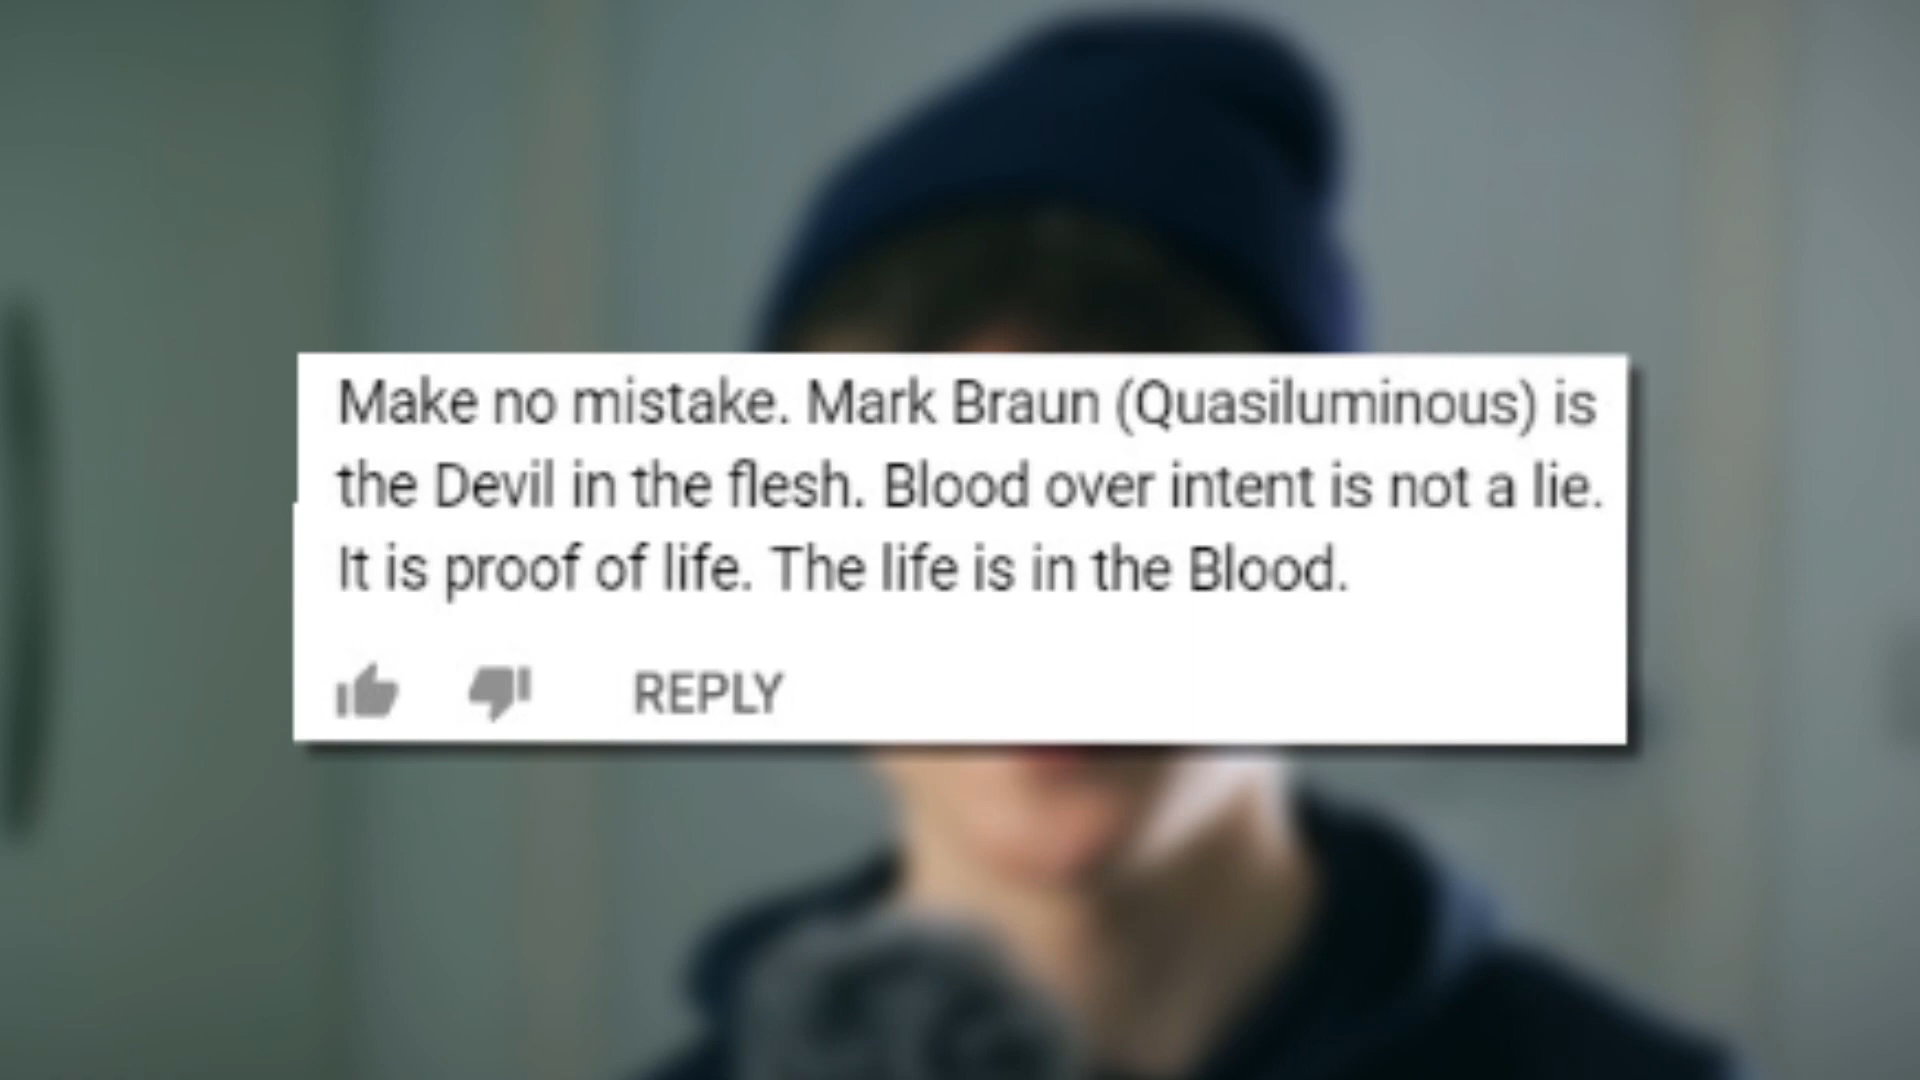 Make no mistake. Mark Braun (Quasiluminous) is
the Devil in the flesh. Blood over intent is not a lie.
It is proof of life. The life is in the Blood.
REPLY